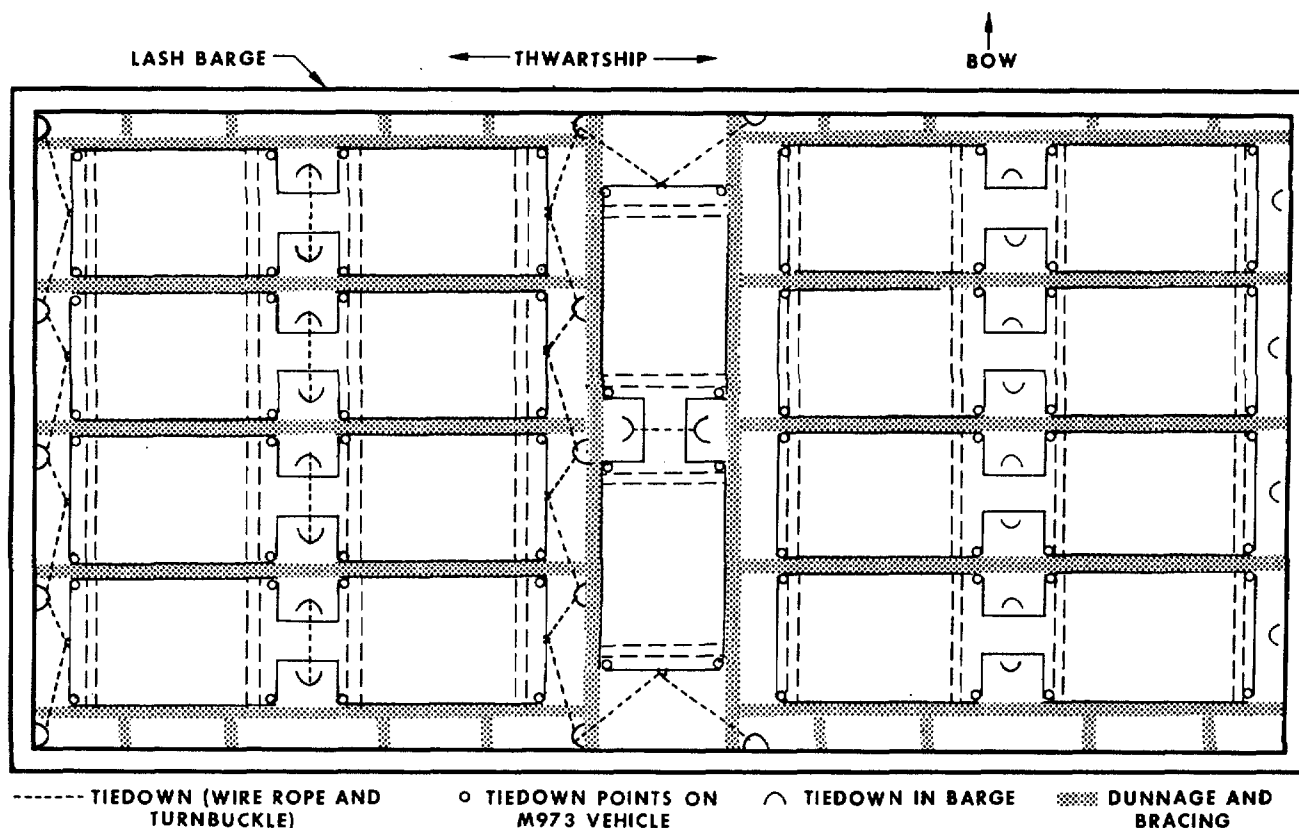 LASH BARGE
THWARTSHIP
BOW
TIEDOWN (WIRE ROPE AND
TURNBUCKLE)
TIEDOWN POINTS ON
M973 VEHICLE
TIEDOWN IN BARGE
DUNNAGE AND
BRACING